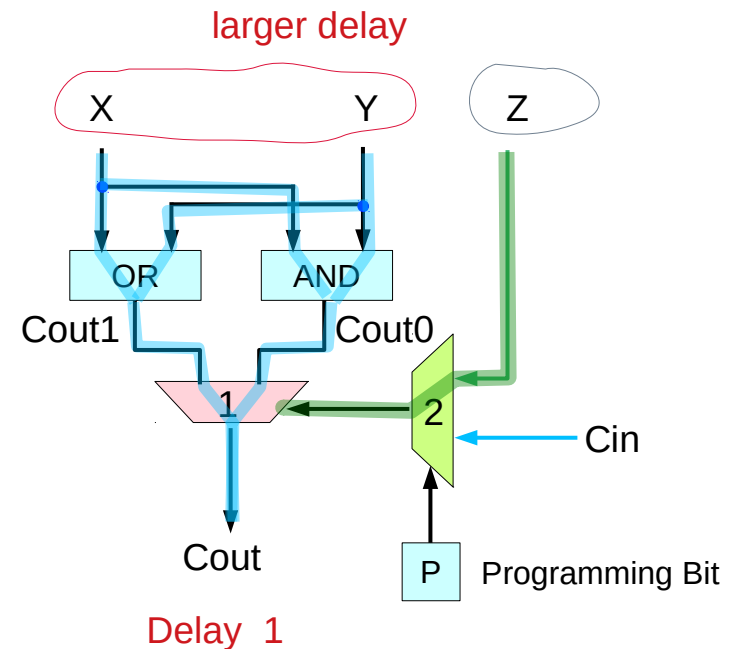 larger delay
X Y Z
OR AND
Cout1 Cout0
1
2
Cin
Cout
P Programming Bit
Delay 1